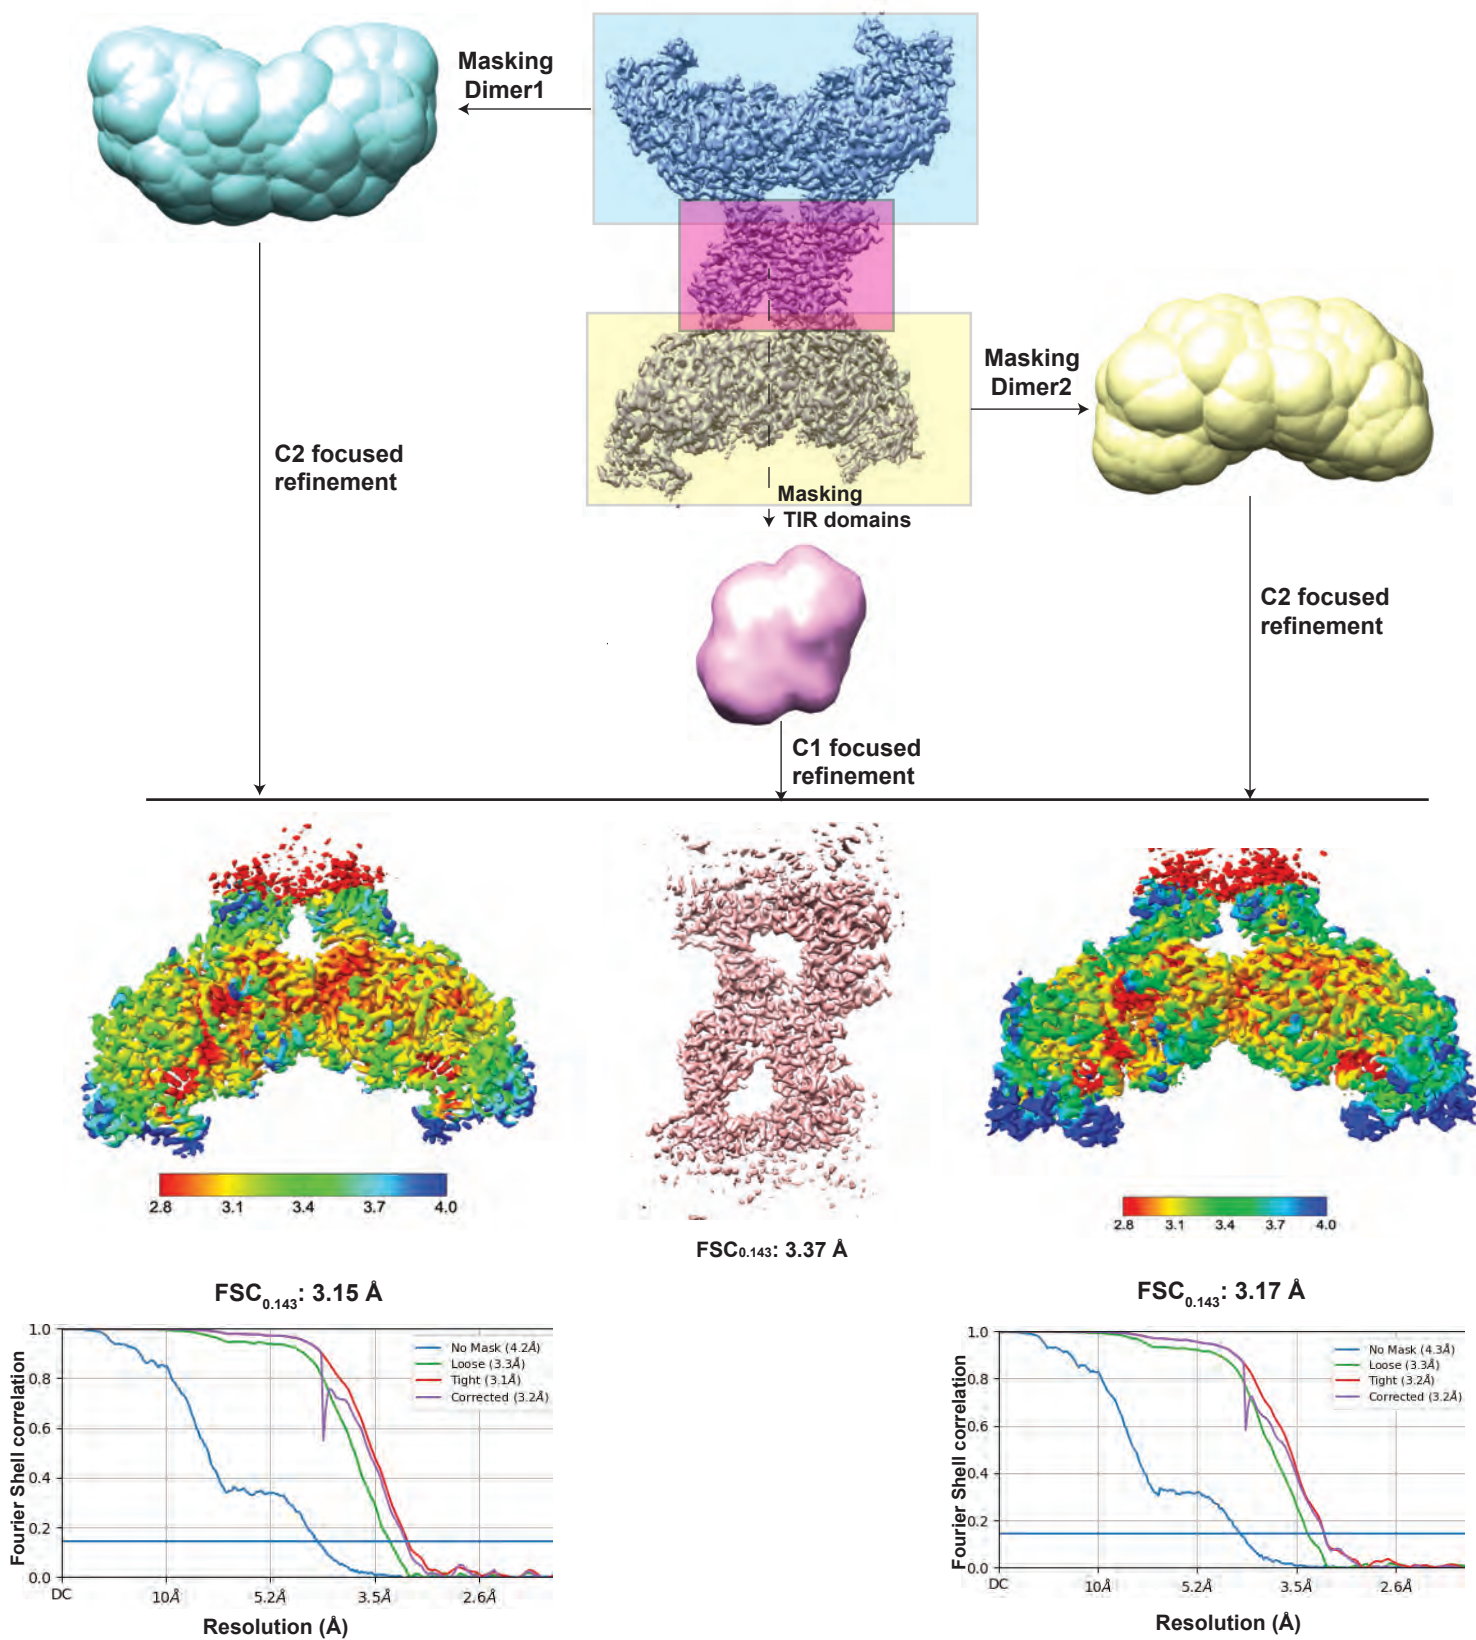 Masking
Dimer1
Masking
Dimer2
C2 focused
refinement
Masking
TIR domains
C2 focused
refinement
C1 focused
refinement
2.8 3.1 3.4 3.7 4.0
2.8 3.1 3.4 3.7 4.0
FSC0.143: 3.37 Å
FSC0.143: 3.15 Å
FSC0.143: 3.17 Å
1.0
0.8
0.6
0.4
0.2
0.0
Fourier Shell correlation
No Mask (4.2Å)
Loose (3.3Å)
Tight (3.1Å)
Corrected (3.2Å)
DC 10Å 5.2Å 3.5Å 2.6Å
Resolution (Å)
1.0
0.8
0.6
0.4
0.2
0.0
Fourier Shell correlation
No Mask (4.3Å)
Loose (3.3Å)
Tight (3.2Å)
Corrected (3.2Å)
DC 10Å 5.2Å 3.5Å 2.6Å
Resolution (Å)